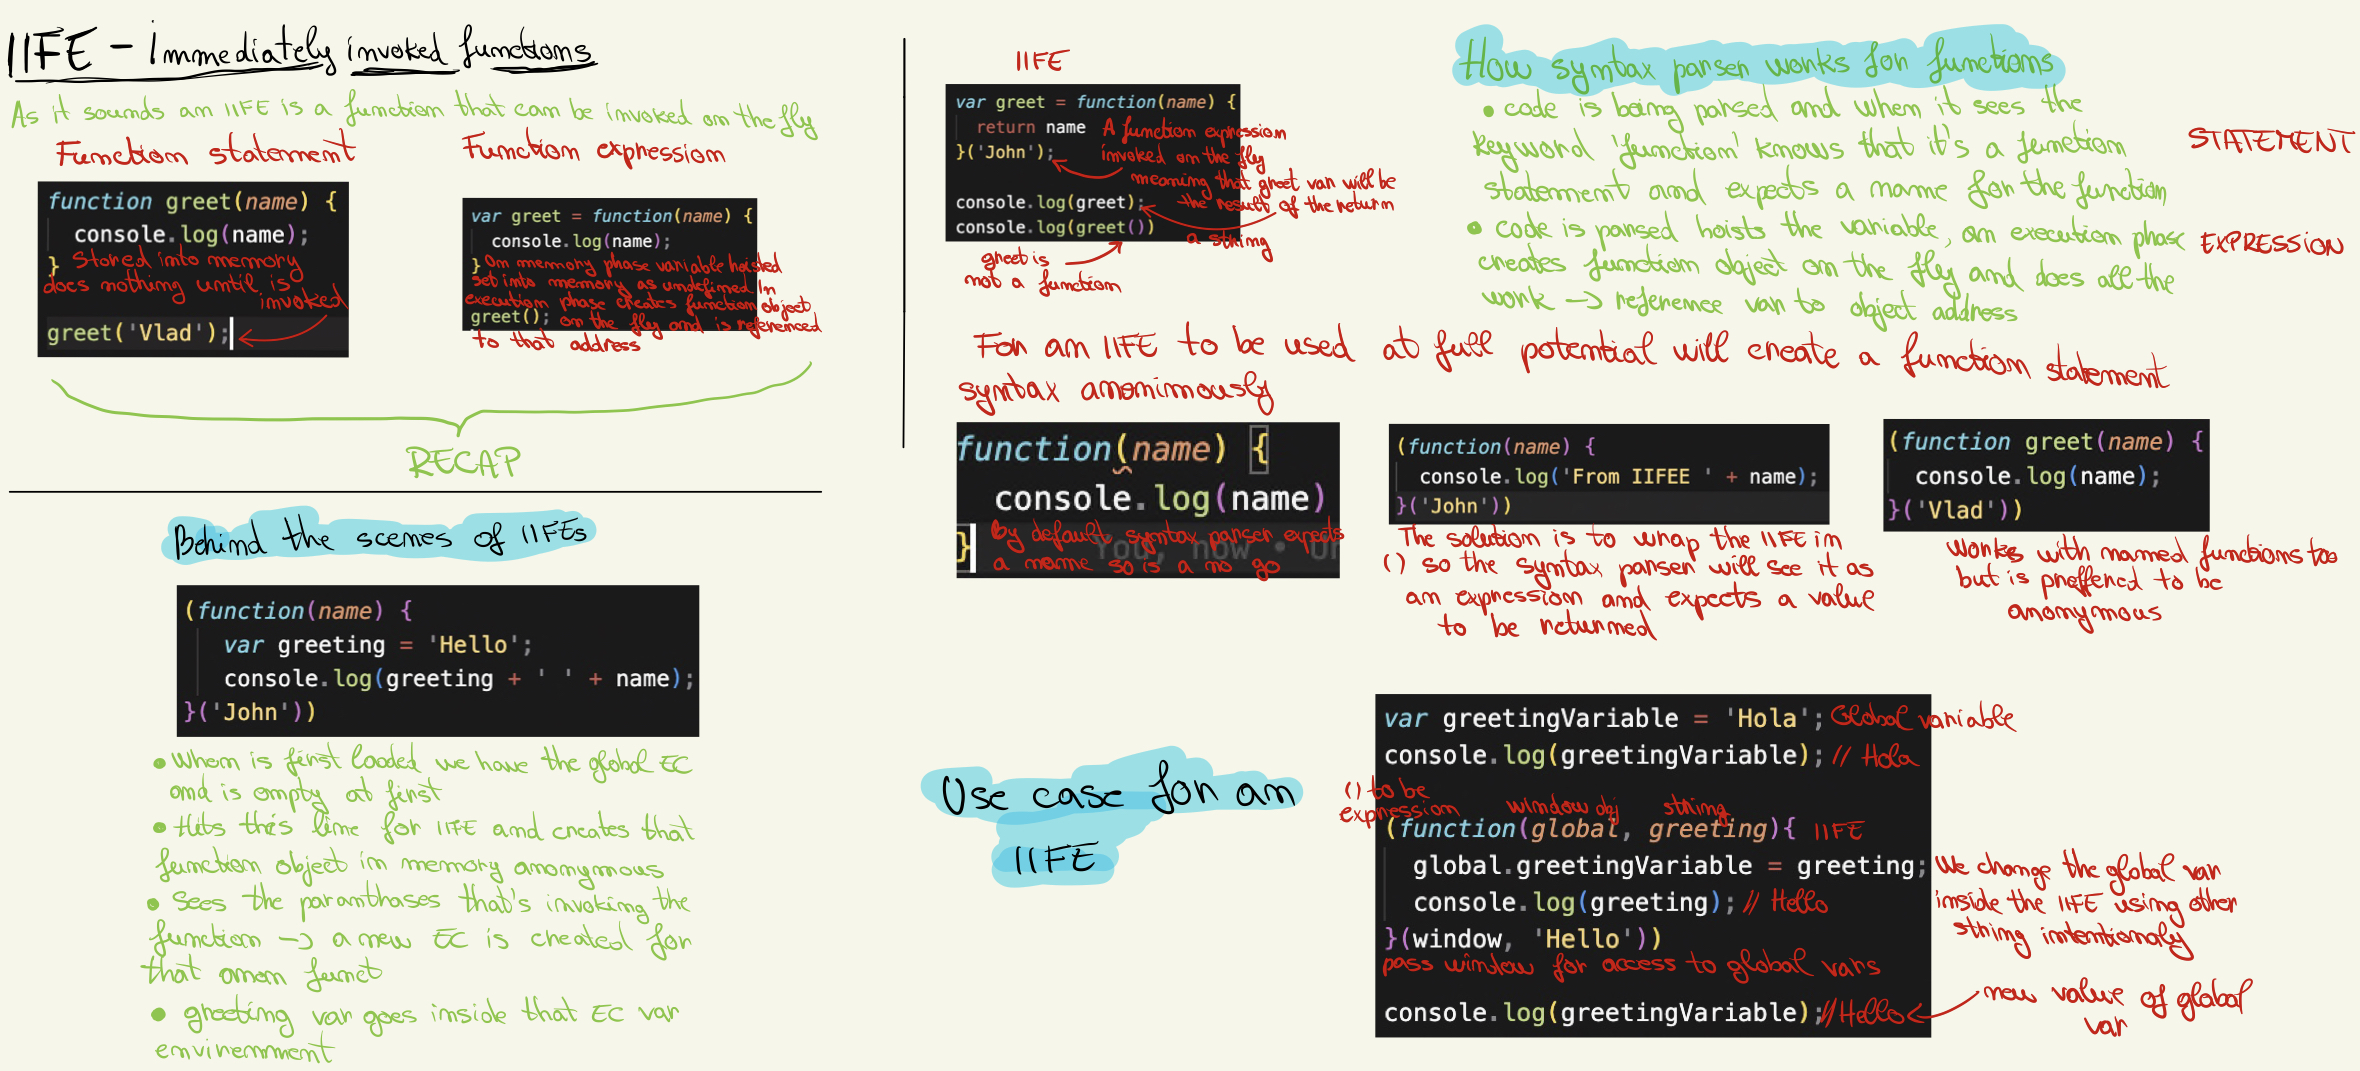 IIFE - Immediately invoked functions
As it sounds an IIFE is a function that can be invoked on the fly
Function statement
function greet(name) {
console.log(name);
}
Stored into memory
does nothing until is
invoked
greet('Vlad');
Function expression
var greet = function(name) {
console.log(name);
}
On memory phase variable hoisted
set into memory as undefined In
execution phase creates function object
greet();
on the fly and is referenced
to that address
RECAP
IIFE
var greet = function(name) {
return name
}('John');
A function expression
invoked on the fly
meaning that greet var will be
the result of the return
console.log(greet);
a string
console.log(greet())
greet is
not a function
How syntax parser works for functions
• code is being parsed and when it sees the
keyword 'function' knows that it's a function
statement and expects a name for the function
STATEMENT
• code is parsed hoists the variable, on execution phase
creates function object on the fly and does all the
work -> reference var to object address
EXPRESSION
For an IIFE to be used at full potential will create a function statement
syntax anonimously
function(name) {
console.log(name)
}
You, now • Un
By default, syntax parser expects
a name so is a no go
(function(name) {
console.log('From IIFEE ' + name);
}('John'))
The solution is to wrap the IIFE in
() so the syntax parser will see it as
an expression and expects a value
to be returned
(function greet(name) {
console.log(name);
}('Vlad'))
Works with named functions too
but is preffered to be
anonymous
Behind the scenes of IIFEs
(function(name) {
var greeting = 'Hello';
console.log(greeting + ' ' + name);
}('John'))
• When is first loaded we have the global EC
and is empty at first
• Hits this line for IIFE and creates that
function object in memory anonymous
• Sees the paranthases that's invoking the
function -> a new EC is created for
that anon funct
• greeting var goes inside that EC var
envirenmment
Use case for an
IIFE
var greetingVariable = 'Hola'; Global variable
console.log(greetingVariable); // Hola
() to be
expression
window obj string
(function(global, greeting){ IIFE
global.greetingVariable = greeting;
console.log(greeting); // Hello
}(window, 'Hello'))
pass window for access to global vars
console.log(greetingVariable); //Hello
We change the global var
inside the IIFE using other
string intentionaly
new value of global
var